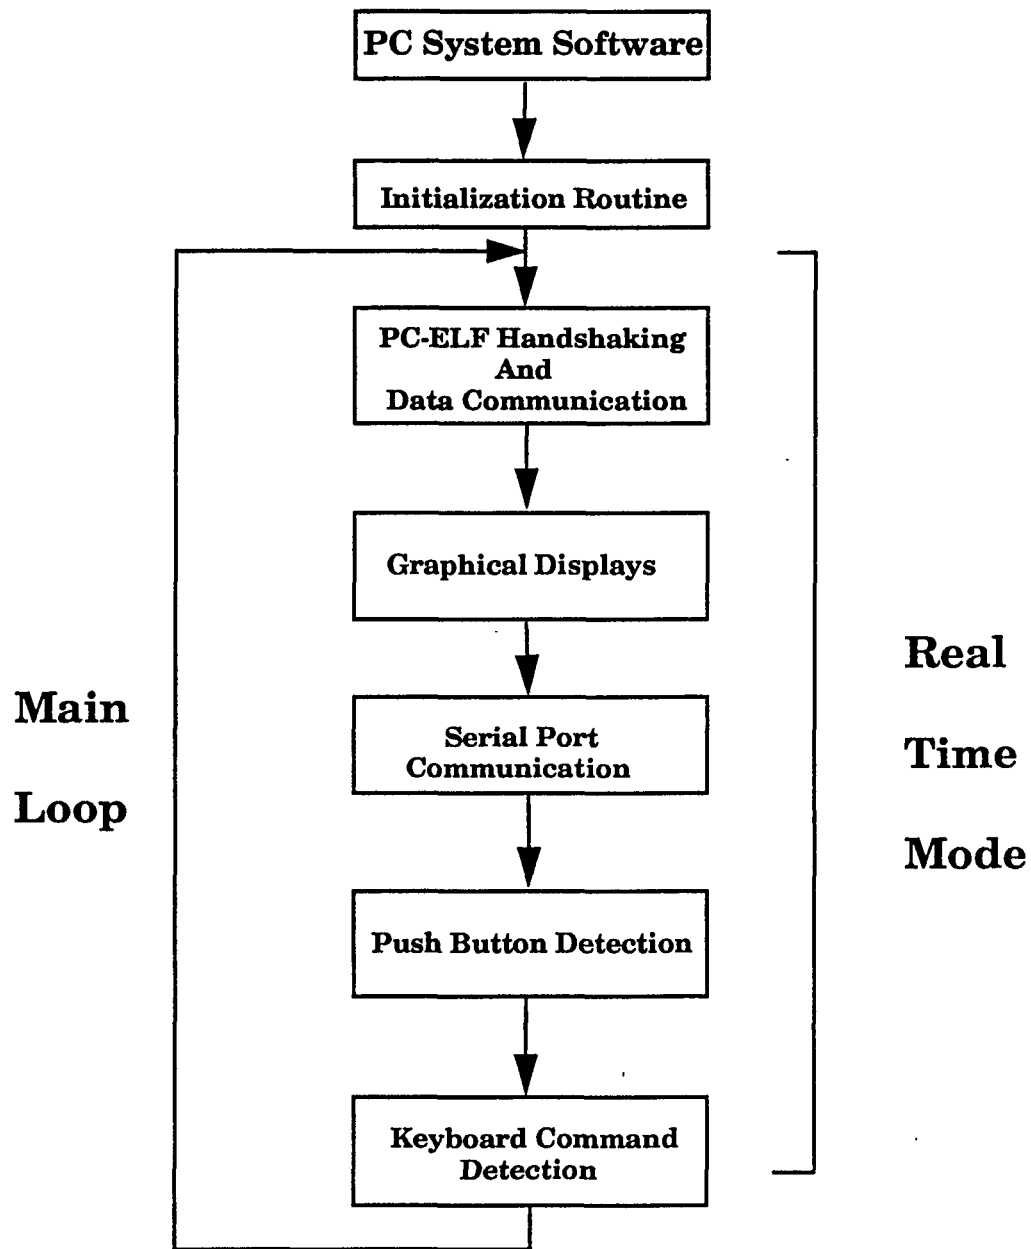 PC System Software
Initialization Routine
PC-ELF Handshaking
And
Data Communication
Graphical Displays
Serial Port
Communication
Push Button Detection
Keyboard Command
Detection
Main
Loop
Real
Time
Mode